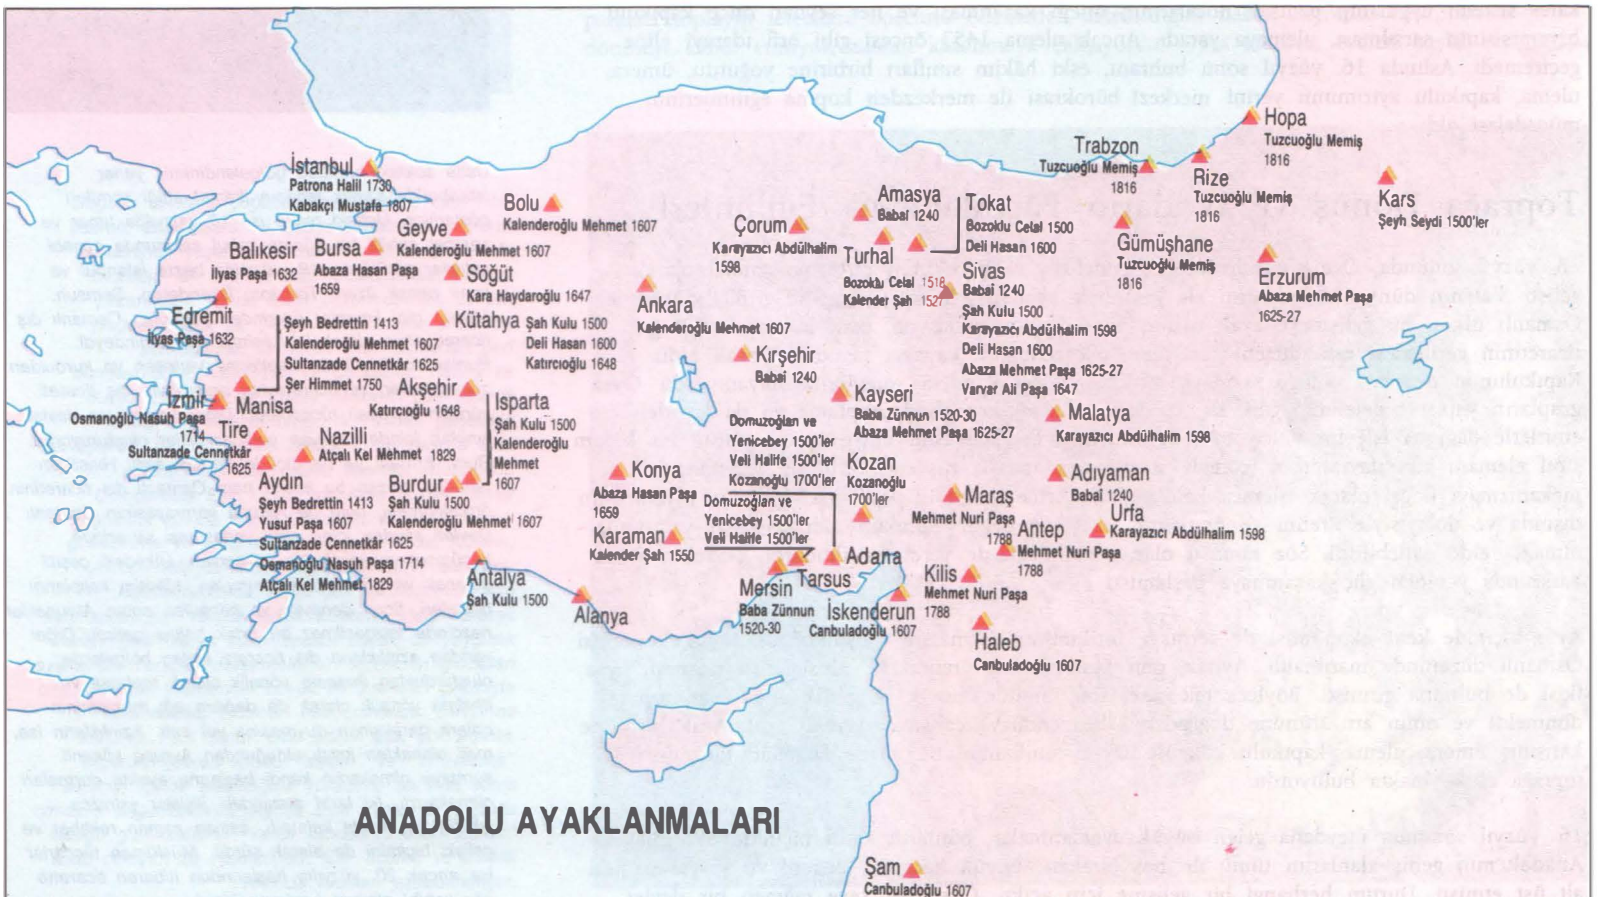 İstanbul
Patrona Halil 1730
Kabakçı Mustafe 1807
Bolu
Kalenderoğlu Mehmet 1607
Geyve
Kalenderoğlu Mehmet 1607
Balıkesir
İlyas Paşa 1632
Bursa
Abaza Hasan Paşa
1659
Söğüt
Kara Haydaroğlu 1647
Edremit
İlyas Paşa 1632
Şeyh Bedrettin 1413
Kalenderoğlu Mehmet 1607
Sultanzade Cennetkâr 1625
Şer Himmet 1750
Manisa
Kütahya
Şah Kulu 1500
Deli Hasan 1600
Katırcıoğlu 1648
Akşehir
Katırcıoğlu 1648
İzmir
Osmanoğlu Nasuh Paşa
1714
Tire
Sultanzade Cennetkâr
1625
Nazilli
Atçalı Kel Mehmet 1829
Isparta
Şah Kulu 1500
Kalenderoğlu
Mehmet
1607
Burdur
Şah Kulu 1500
Kalenderoğlu Mehmet 1607
Aydın
Şeyh Bedrettin 1413
Yusuf Paşa 1607
Sultanzade Cennetkâr 1625
Osmanoğlu Nasuh Paşa 1714
Atçalı Kel Mehmet 1829
Antalya
Şah Kulu 1500
Alanya
Ankara
Kalenderoğlu Mehmet 1607
Çorum
Karayazıcı Abdülhalim
1598
Amasya
Babaî 1240
Turhal
Bozoklu Celal 1518
Kalender Şah 1527
Tokat
Bozoklu Celal 1500
Deli Hasan 1600
Sivas
Babaî 1240
Şah Kulu 1500
Karayazıcı Abdülhalim 1598
Deli Hasan 1600
Abaza Mehmet Paşa 1625-27
Varvar Ali Paşa 1647
Kırşehir
Babaî 1240
Kayseri
Baba Zünnun 1520-30
Abaza Mehmet Paşa 1625-27
Domuzoğlan ve
Yenicebey 1500'ler
Veli Halife 1500'ler
Kozanoğlu 1700'ler
Kozan
Kozanoğlu
1700'ler
Konya
Abaza Hasan Paşa
1659
Karaman
Kalender Şah 1550
Domuzoğlan ve
Yenicebey 1500'ler
Veli Halife 1500'ler
Adana
Tarsus
Mersin
Baba Zünnun
1520-30
İskenderun
Canbuladoğlu 1607
Trabzon
Tuzcuoğlu Memiş
1816
Rize
Tuzcuoğlu Memiş
1816
Hopa
Tuzcuoğlu Memiş
1816
Kars
Şeyh Seydi 1500'ler
Gümüşhane
Tuzcuoğlu Memiş
1816
Erzurum
Abaza Mehmet Paşa
1625-27
Malatya
Karayazıcı Abdülhalim 1598
Adıyaman
Babaî 1240
Maraş
Mehmet Nuri Paşa
1788
Urfa
Karayazıcı Abdülhalim 1598
Antep
Mehmet Nuri Paşa
1788
Kilis
Mehmet Nuri Paşa
1788
Haleb
Canbuladoğlu 1607
ANADOLU AYAKLANMALARI
Şam
Canbuladoğlu 1607